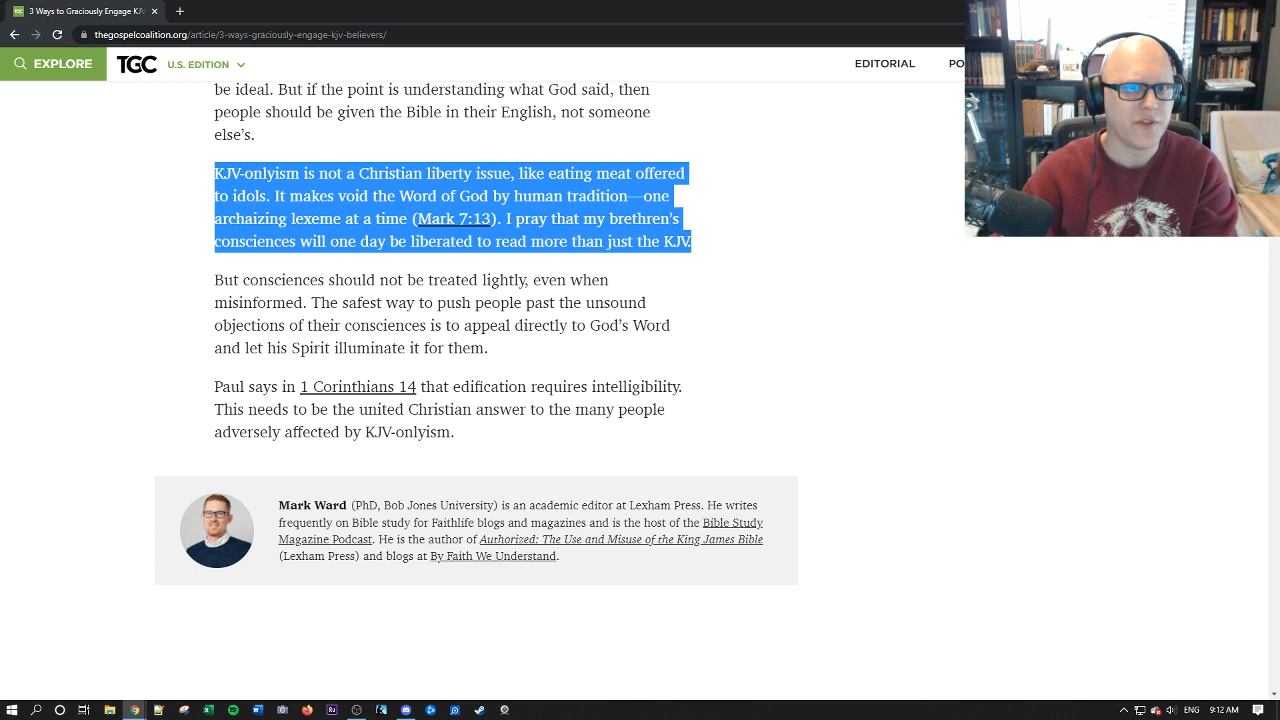 3 Ways to Graciously Engage KJV
thegospelcoalition.org/article/3-ways-graciously-engage-kjv-believers/
EXPLORE
TGC
U.S. EDITION
EDITORIAL
PO
be ideal. But if the point is understanding what God said, then
people should be given the Bible in their English, not someone
else's.
KJV-onlyism is not a Christian liberty issue, like eating meat offered
to idols. It makes void the Word of God by human tradition—one
archaizing lexeme at a time (Mark 7:13). I pray that my brethren's
consciences will one day be liberated to read more than just the KJV.
But consciences should not be treated lightly, even when
misinformed. The safest way to push people past the unsound
objections of their consciences is to appeal directly to God's Word
and let his Spirit illuminate it for them.
Paul says in 1 Corinthians 14 that edification requires intelligibility.
This needs to be the united Christian answer to the many people
adversely affected by KJV-onlyism.
Mark Ward (PhD, Bob Jones University) is an academic editor at Lexham Press. He writes
frequently on Bible study for Faithlife blogs and magazines and is the host of the Bible Study
Magazine Podcast. He is the author of Authorized: The Use and Misuse of the King James Bible
(Lexham Press) and blogs at By Faith We Understand.
ENG
9:12 AM